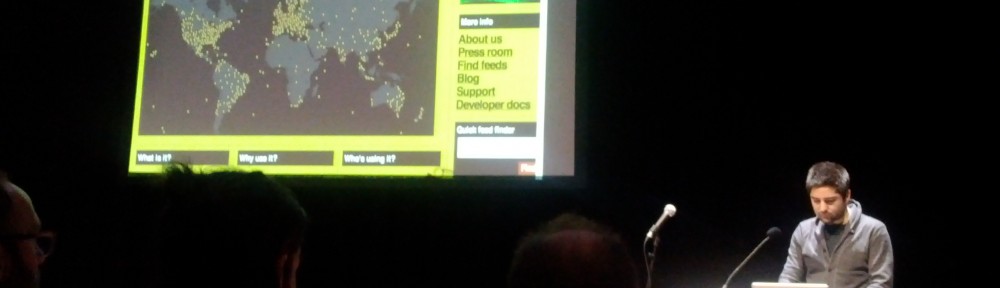 More info
About us
Press room
Find feeds
Blog
Support
Developer docs
Quick feed finder
What is it?
Why use it?
Who's using it?